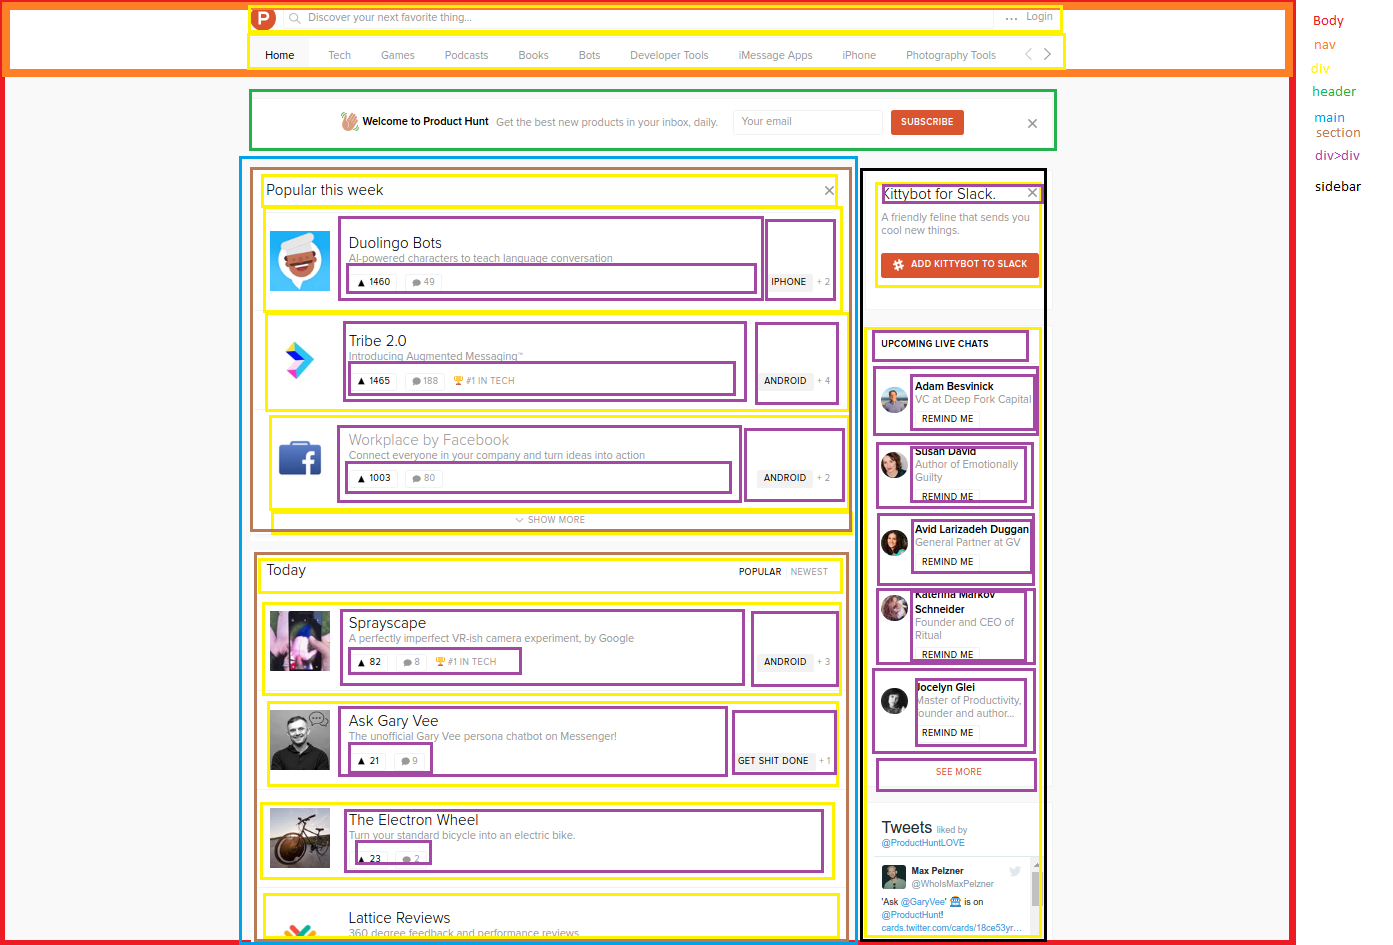 P Discover your next favorite thing... ... Login
Home Tech Games Podcasts Books Bots Developer Tools iMessage Apps iPhone Photography Tools
Body
nav
div
header
main
section
div>div
sidebar
Welcome to Product Hunt Get the best new products in your inbox, daily. Your email SUBSCRIBE
Popular this week
Duolingo Bots
AI-powered characters to teach language conversation
1460 49 IPHONE + 2
Tribe 2.0
Introducing Augmented Messaging™
1465 188 #1 IN TECH ANDROID + 4
Workplace by Facebook
Connect everyone in your company and turn ideas into action
1003 80 ANDROID + 2
SHOW MORE
Today POPULAR NEWEST
Sprayscape
A perfectly imperfect VR-ish camera experiment, by Google
82 8 #1 IN TECH ANDROID + 3
Ask Gary Vee
The unofficial Gary Vee persona chatbot on Messenger!
21 9 GET SHIT DONE + 1
The Electron Wheel
Turn your standard bicycle into an electric bike.
23 2
Lattice Reviews
360 degree feedback and performance reviews
Kittybot for Slack.
A friendly feline that sends you
cool new things.
ADD KITTYBOT TO SLACK
UPCOMING LIVE CHATS
Adam Besvinick
VC at Deep Fork Capital
REMIND ME
Susan David
Author of Emotionally
Guilty
REMIND ME
Avid Larizadeh Duggan
General Partner at GV
REMIND ME
Katerina Markov
Schneider
Founder and CEO of
Ritual
REMIND ME
Jocelyn Glei
Master of Productivity,
founder and author...
REMIND ME
SEE MORE
Tweets liked by
@ProductHuntLOVE
Max Pelzner
@WhoIsMaxPelzner
'Ask @GaryVee' is on
@ProductHunt!
cards.twitter.com/cards/18ce53yr...